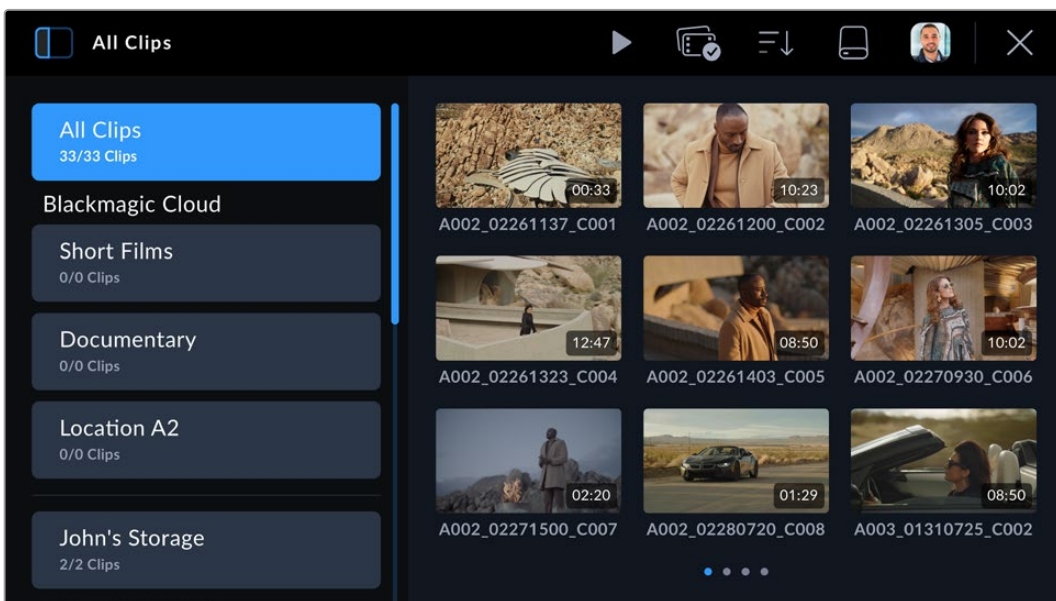 All Clips
All Clips
33/33 Clips
Blackmagic Cloud
Short Films
0/0 Clips
Documentary
0/0 Clips
Location A2
0/0 Clips
John's Storage
2/2 Clips
00:33
10:23
10:02
A002_02261137_C001
A002_02261200_C002
A002_02261305_C003
12:47
08:50
10:02
A002_02261323_C004
A002_02261403_C005
A002_02270930_C006
02:20
01:29
08:50
A002_02271500_C007
A002_02280720_C008
A003_01310725_C002